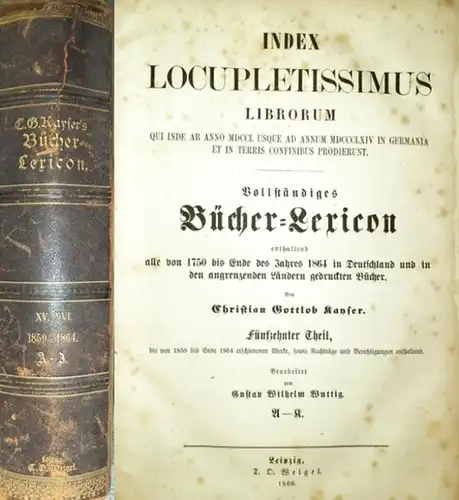 C. G. Kayser's
Bücher-
Lexicon.
XV. XVI.
1859-1864.
A-
Leipzig
T. O. Weigel.
INDEX
LOCUPLETISSIMUS
LIBRORUM
QUI INDE AB ANNO MDCCL USQUE AD ANNUM MDCCCLXIV IN GERMANIA
ET IN TERRIS CONFINIBUS PRODIERUNT.
Vollständiges
Bücher-Lexicon
enthaltend
alle von 1750 bis Ende des Jahres 1864 in Deutschland und in
den angrenzenden Ländern gedruckten Bücher.
Von
Christian Gottlob Kayser.
Fünfzehnter Theil,
die von 1859 bis Ende 1864 erschienenen Werke, sowie Nachträge und Berichtigungen enthaltend.
Bearbeitet
von
Gustav Wilhelm Wuttig.
A—K.
Leipzig,
T. O. Weigel.
1866.